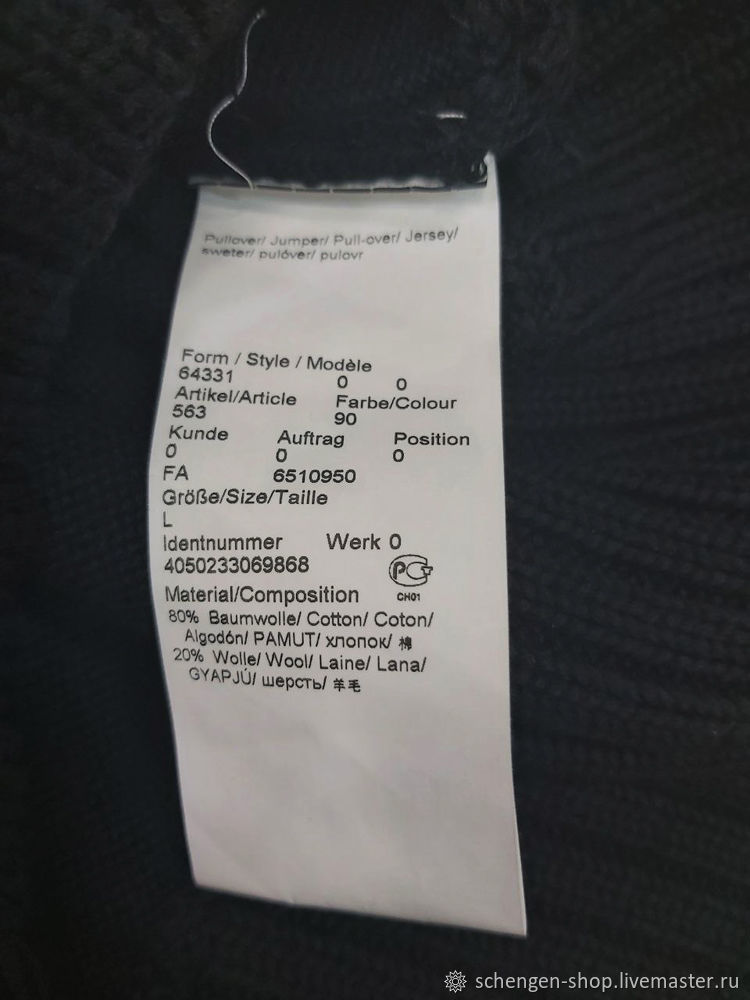 Pullover/ Jumper/ Pull-over/ Jersey/
sweter/ pulóver/ pulovr
Form / Style / Modèle
64331 0 0
Artikel/Article Farbe/Colour
563 90
Kunde Auftrag Position
0 0 0
FA 6510950
Größe/Size/Taille
L
Identnummer Werk 0
4050233069868
РСТ
CH01
Material/Composition
80% Baumwolle/ Cotton/ Coton/
Algodón/ PAMUT/ хлопок/ 棉
20% Wolle/ Wool/ Laine/ Lana/
GYAPJÚ/ шерсть/ 羊毛
schengen-shop.livemaster.ru